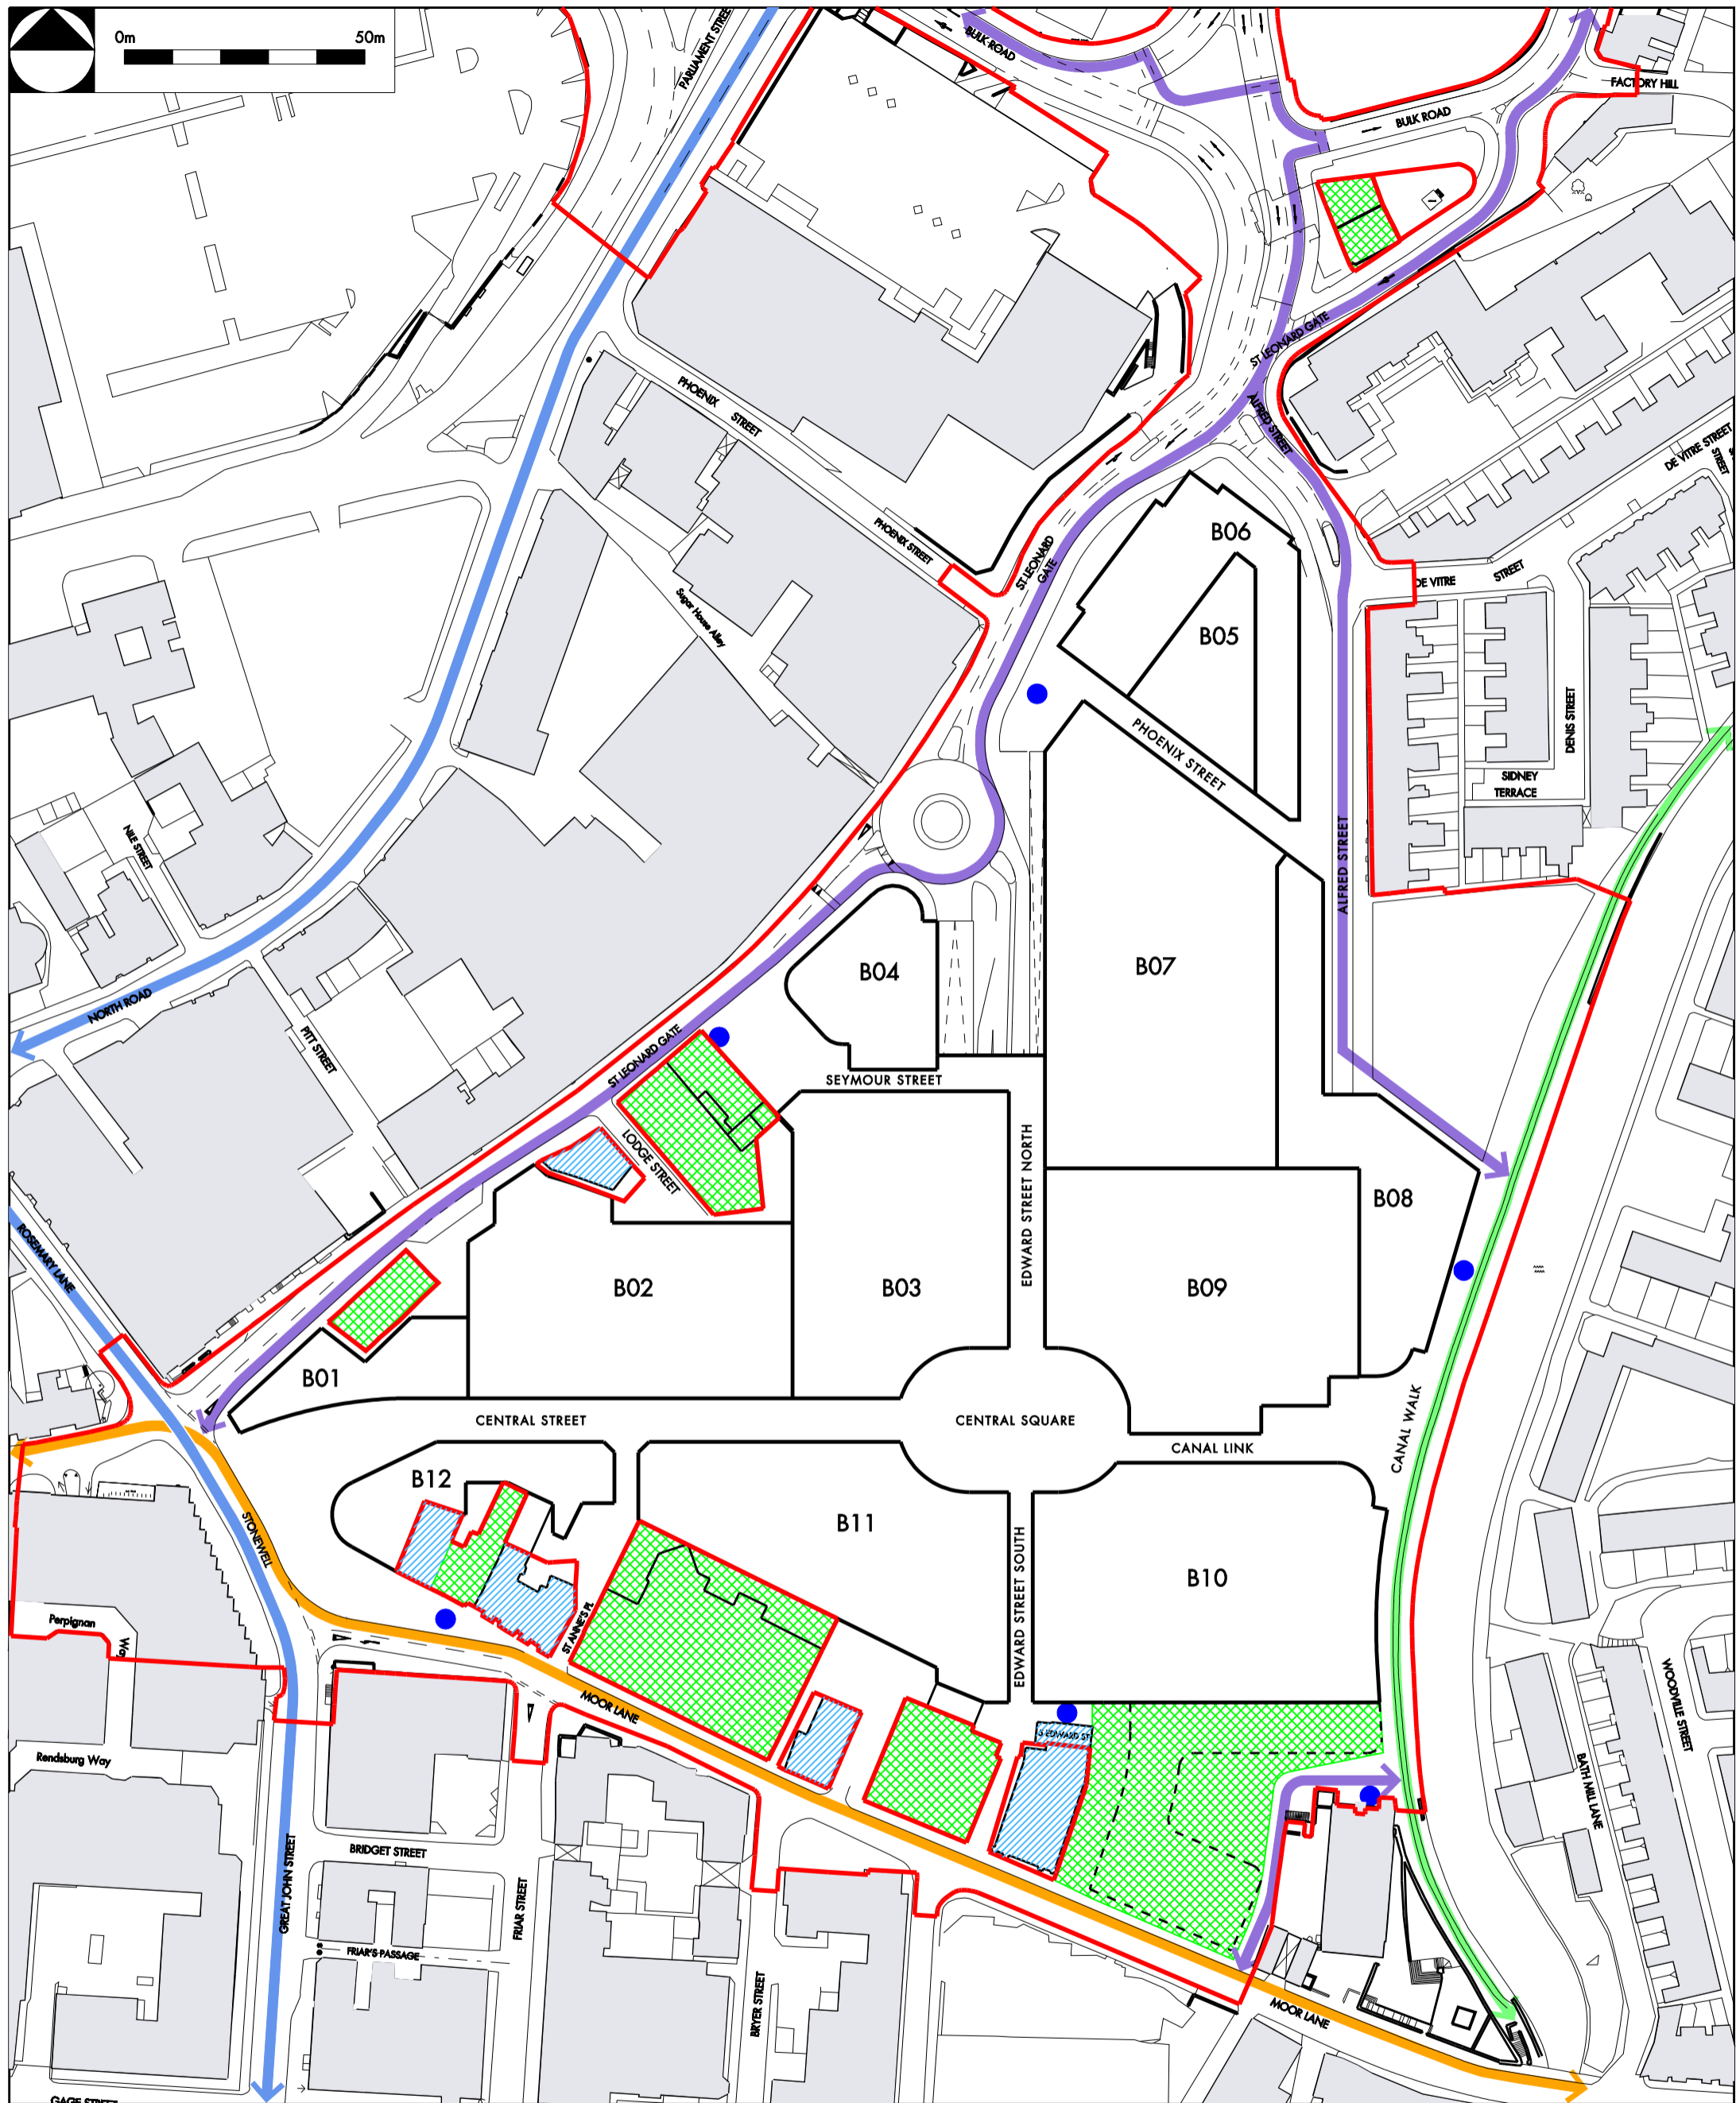 0m
50m
PARLIAMENT STREET
BULK ROAD
FACTORY HILL
BULK ROAD
ST LEONARD GATE
ALFRED STREET
PHOENIX STREET
PHOENIX STREET
ST LEONARD
GATE
DE VITRE STREET
STREET
DE VITRE STREET
Sugar House Alley
B06
B05
PHOENIX STREET
DENIS STREET
SIDNEY
TERRACE
NILE STREET
ALFRED STREET
NORTH ROAD
PITT STREET
B04
B07
ST LEONARD GATE
SEYMOUR STREET
LODGE STREET
EDWARD STREET NORTH
B08
ROSEMARY LANE
B02
B03
B09
B01
CENTRAL STREET
CENTRAL SQUARE
CANAL LINK
CANAL WALK
B12
STONEWELL
B11
B10
EDWARD STREET SOUTH
ST ANNE'S PL
Perpignan
Way
MOOR LANE
S EDWARD ST
WOODVILLE STREET
BATH MILL LANE
Rendsburg Way
BRIDGET STREET
GREAT JOHN STREET
FRIAR STREET
FRIAR'S PASSAGE
BRYER STREET
MOOR LANE
GAGE STREET